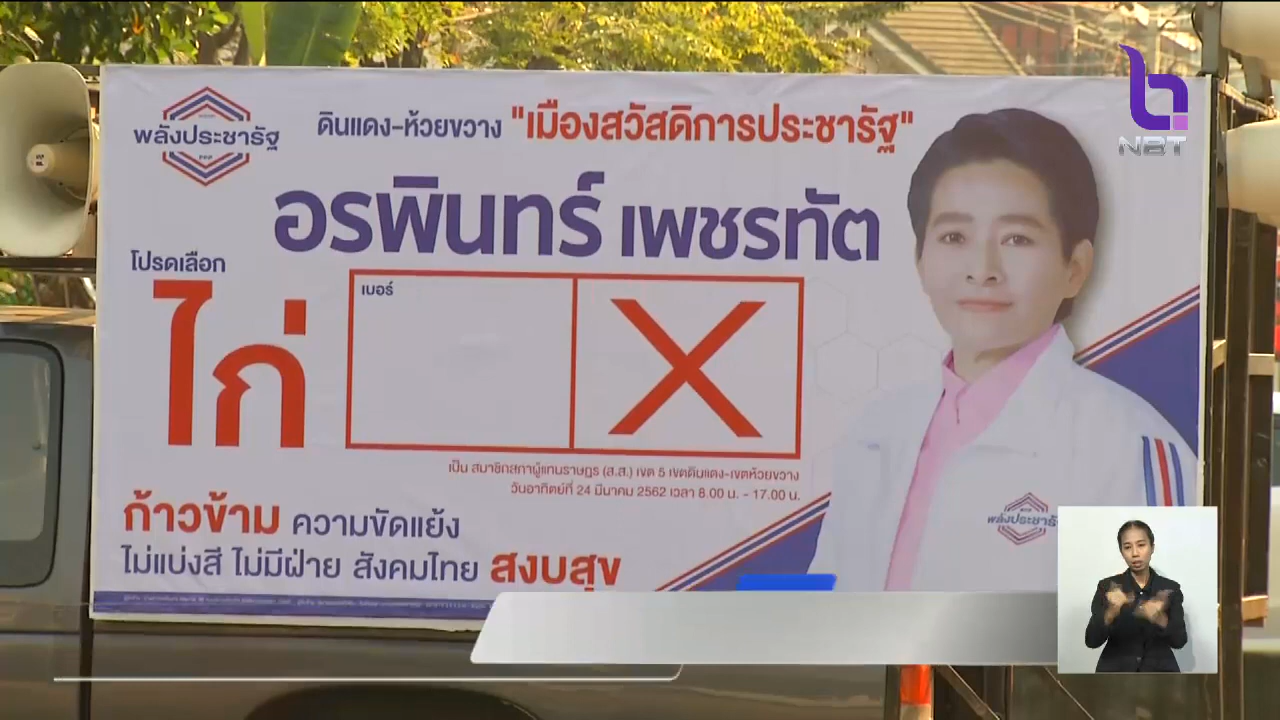 พลังประชารัฐ
PPRP
ดินแดง-ห้วยขวาง "เมืองสวัสดิการประชารัฐ"
อรพินทร์ เพชรทัต
โปรดเลือก
ไก่
เบอร์
X
เป็น สมาชิกสภาผู้แทนราษฎร (ส.ส.) เขต 5 เขตดินแดง-เขตห้วยขวาง
วันอาทิตย์ที่ 24 มีนาคม 2562 เวลา 8.00 น. - 17.00 น.
ก้าวข้าม ความขัดแย้ง
ไม่แบ่งสี ไม่มีฝ่าย สังคมไทย สงบสุข
พลังประชารัฐ
NBT